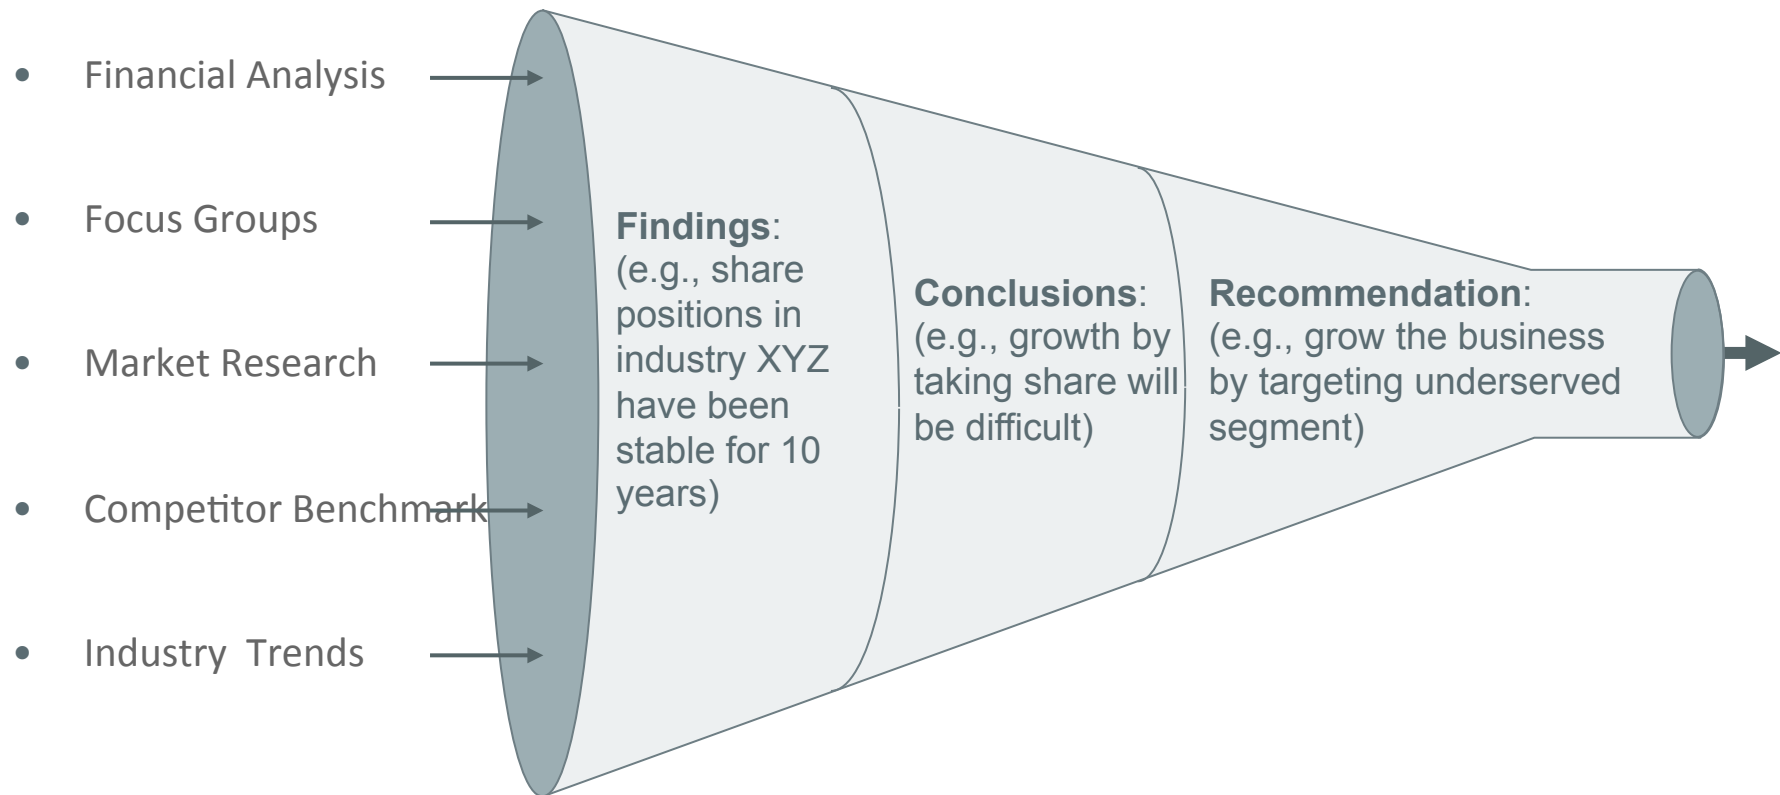 • Financial Analysis
• Focus Groups
• Market Research
• Competitor Benchmark
• Industry  Trends
Findings:
(e.g., share
positions in
industry XYZ
have been
stable for 10
years)
Conclusions:
(e.g., growth by
taking share will
be difficult)
Recommendation:
(e.g., grow the business
by targeting underserved
segment)